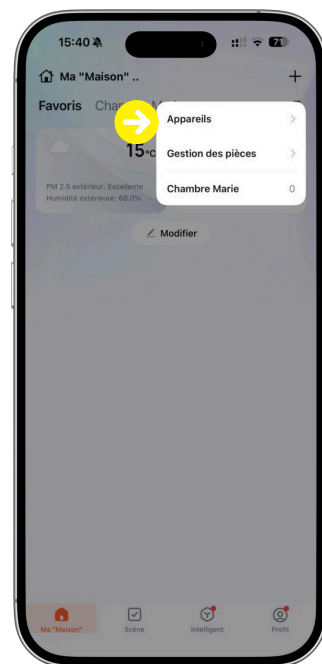 15:40
71
Ma "Maison" ..
Favoris
Appareils
15°C
Gestion des pièces
PM 2.5 extérieur: Excellente
Humidité extérieure: 68.0%
Chambre Marie 0
Modifier
Ma "Maison" Scène Intelligent Profil